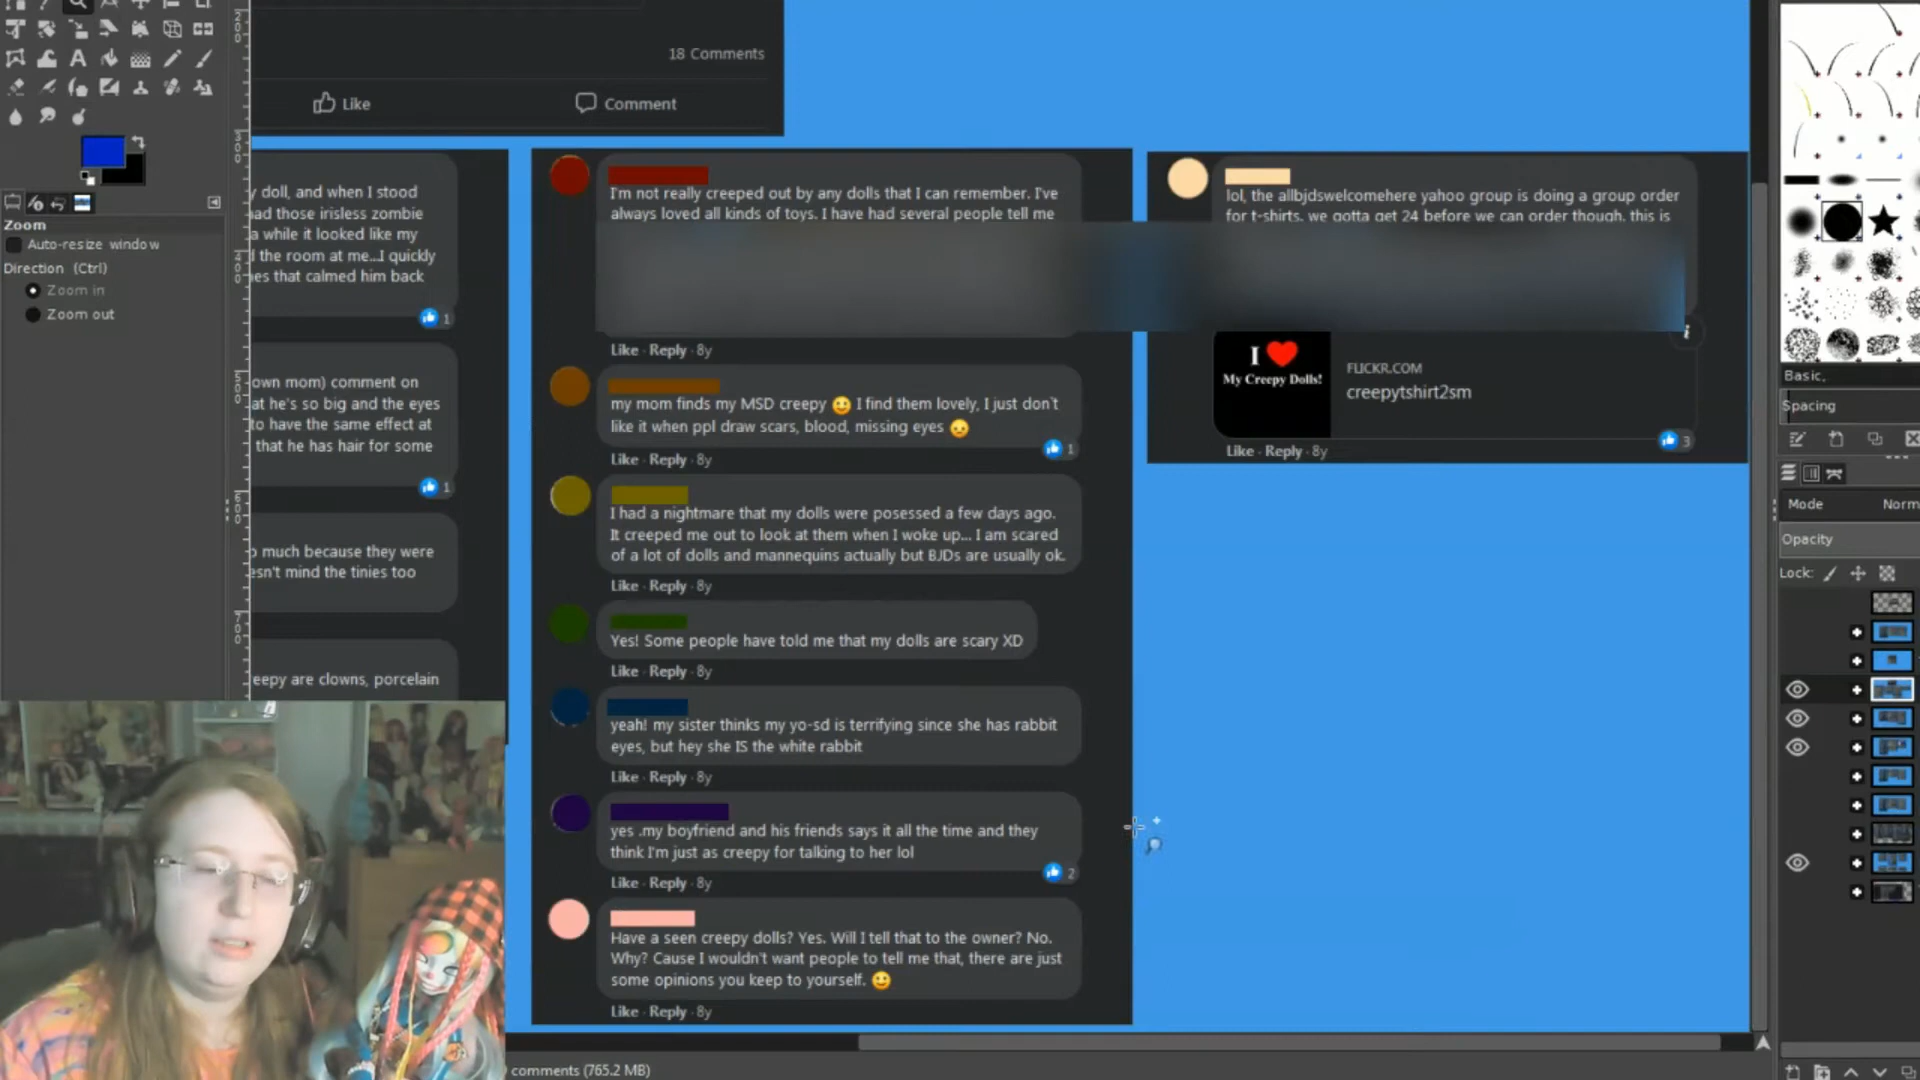 18 Comments
Like
Comment
Zoom
Auto-resize window
Direction (Ctrl)
Zoom in
Zoom out
y doll, and when I stood
ad those irisless zombie
a while it looked like my
the room at me...I quickly
es that calmed him back
1
own mom) comment on
at he's so big and the eyes
to have the same effect at
that he has hair for some
1
much because they were
esn't mind the tinies too
eepy are clowns, porcelain
I'm not really creeped out by any dolls that I can remember. I've
always loved all kinds of toys. I have had several people tell me
Like · Reply · 8y
my mom finds my MSD creepy 🙂 I find them lovely, I just don't
like it when ppl draw scars, blood, missing eyes 😖
1
Like · Reply · 8y
I had a nightmare that my dolls were posessed a few days ago.
It creeped me out to look at them when I woke up... I am scared
of a lot of dolls and mannequins actually but BJDs are usually ok.
Like · Reply · 8y
Yes! Some people have told me that my dolls are scary XD
Like · Reply · 8y
yeah! my sister thinks my yo-sd is terrifying since she has rabbit
eyes, but hey she IS the white rabbit
Like · Reply · 8y
yes .my boyfriend and his friends says it all the time and they
think I'm just as creepy for talking to her lol
2
Like · Reply · 8y
Have a seen creepy dolls? Yes. Will I tell that to the owner? No.
Why? Cause I wouldn't want people to tell me that, there are just
some opinions you keep to yourself. 🙂
Like · Reply · 8y
lol, the allbjdswelcomehere yahoo group is doing a group order
for t-shirts, we gotta get 24 before we can order though, this is
I ❤ My Creepy Dolls!
FLICKR.COM
creepytshirt2sm
3
Like · Reply · 8y
comments (765.2 MB)
Basic,
Spacing
Mode
Norm
Opacity
Lock: